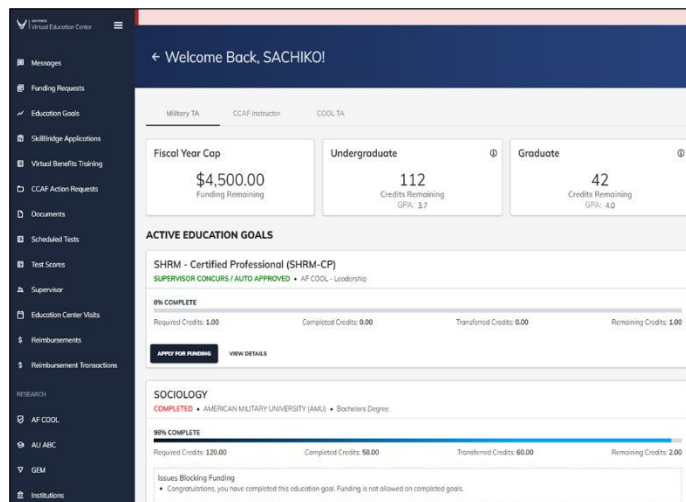 AIR FORCE
Virtual Education Center
Messages
Funding Requests
Education Goals
SkillBridge Applications
Virtual Benefits Training
CCAF Action Requests
Documents
Scheduled Tests
Test Scores
Supervisor
Education Center Visits
$ Reimbursements
$ Reimbursement Transactions
RESEARCH
AF COOL
AU ABC
GEM
Institutions
← Welcome Back, SACHIKO!
Military TA CCAF Instructor COOL TA
Fiscal Year Cap
$4,500.00
Funding Remaining
Undergraduate
112
Credits Remaining
GPA: 3.7
Graduate
42
Credits Remaining
GPA: 4.0
ACTIVE EDUCATION GOALS
SHRM - Certified Professional (SHRM-CP)
SUPERVISOR CONCURS / AUTO APPROVED • AF COOL - Leadership
0% COMPLETE
Required Credits: 1.00 Completed Credits: 0.00 Transferred Credits: 0.00 Remaining Credits: 1.00
APPLY FOR FUNDING VIEW DETAILS
SOCIOLOGY
COMPLETED • AMERICAN MILITARY UNIVERSITY (AMU) • Bachelors Degree
98% COMPLETE
Required Credits: 120.00 Completed Credits: 58.00 Transferred Credits: 60.00 Remaining Credits: 2.00
Issues Blocking Funding
• Congratulations, you have completed this education goal. Funding is not allowed on completed goals.